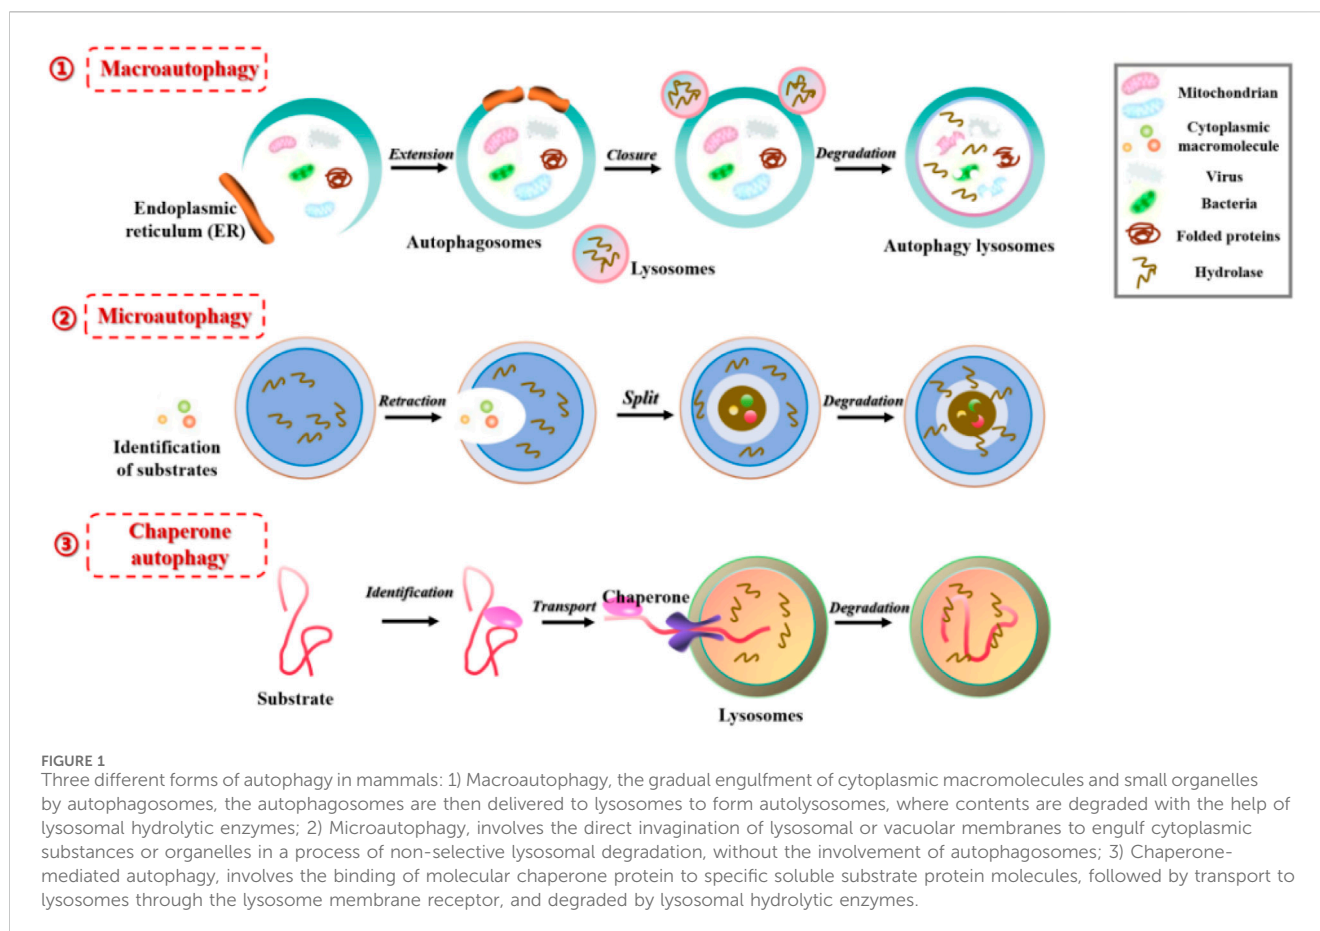 ① Macroautophagy
Extension
Closure
Degradation
Endoplasmic
reticulum (ER)
Autophagosomes
Lysosomes
Autophagy lysosomes
Mitochondrian
Cytoplasmic
macromolecule
Virus
Bacteria
Folded proteins
Hydrolase
② Microautophagy
Identification
of substrates
Retraction
Split
Degradation
③ Chaperone
autophagy
Substrate
Identification
Transport
Chaperone
Lysosomes
Degradation
FIGURE 1
Three different forms of autophagy in mammals: 1) Macroautophagy, the gradual engulfment of cytoplasmic macromolecules and small organelles
by autophagosomes, the autophagosomes are then delivered to lysosomes to form autolysosomes, where contents are degraded with the help of
lysosomal hydrolytic enzymes; 2) Microautophagy, involves the direct invagination of lysosomal or vacuolar membranes to engulf cytoplasmic
substances or organelles in a process of non-selective lysosomal degradation, without the involvement of autophagosomes; 3) Chaperone-
mediated autophagy, involves the binding of molecular chaperone protein to specific soluble substrate protein molecules, followed by transport to
lysosomes through the lysosome membrane receptor, and degraded by lysosomal hydrolytic enzymes.